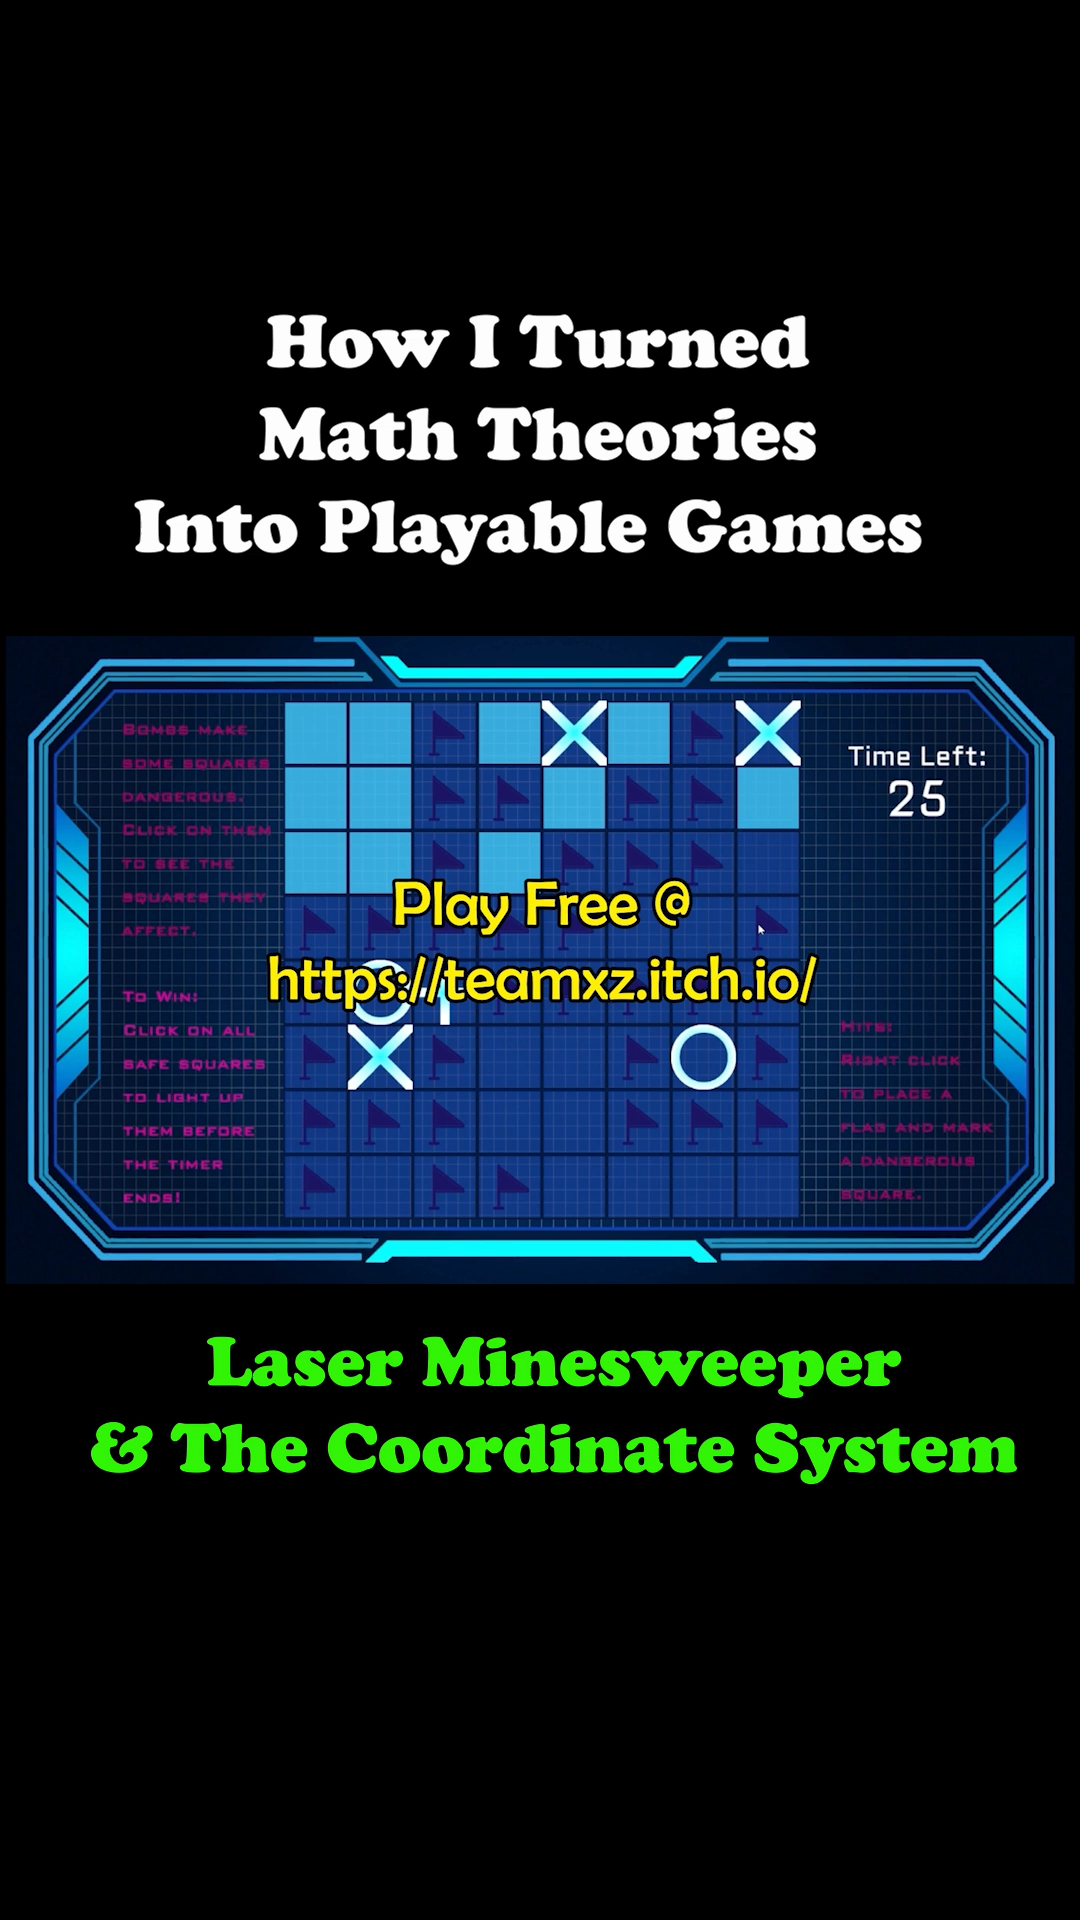 How I Turned
Math Theories
Into Playable Games
Bombs make
some squares
dangerous.
Click on them
to see the
squares they
affect.
To Win:
Click on all
safe squares
to light up
them before
the timer
ends!
Time Left:
25
Play Free @
https://teamxz.itch.io/
Hits:
Right click
to place a
flag and mark
a dangerous
square.
Laser Minesweeper
& The Coordinate System